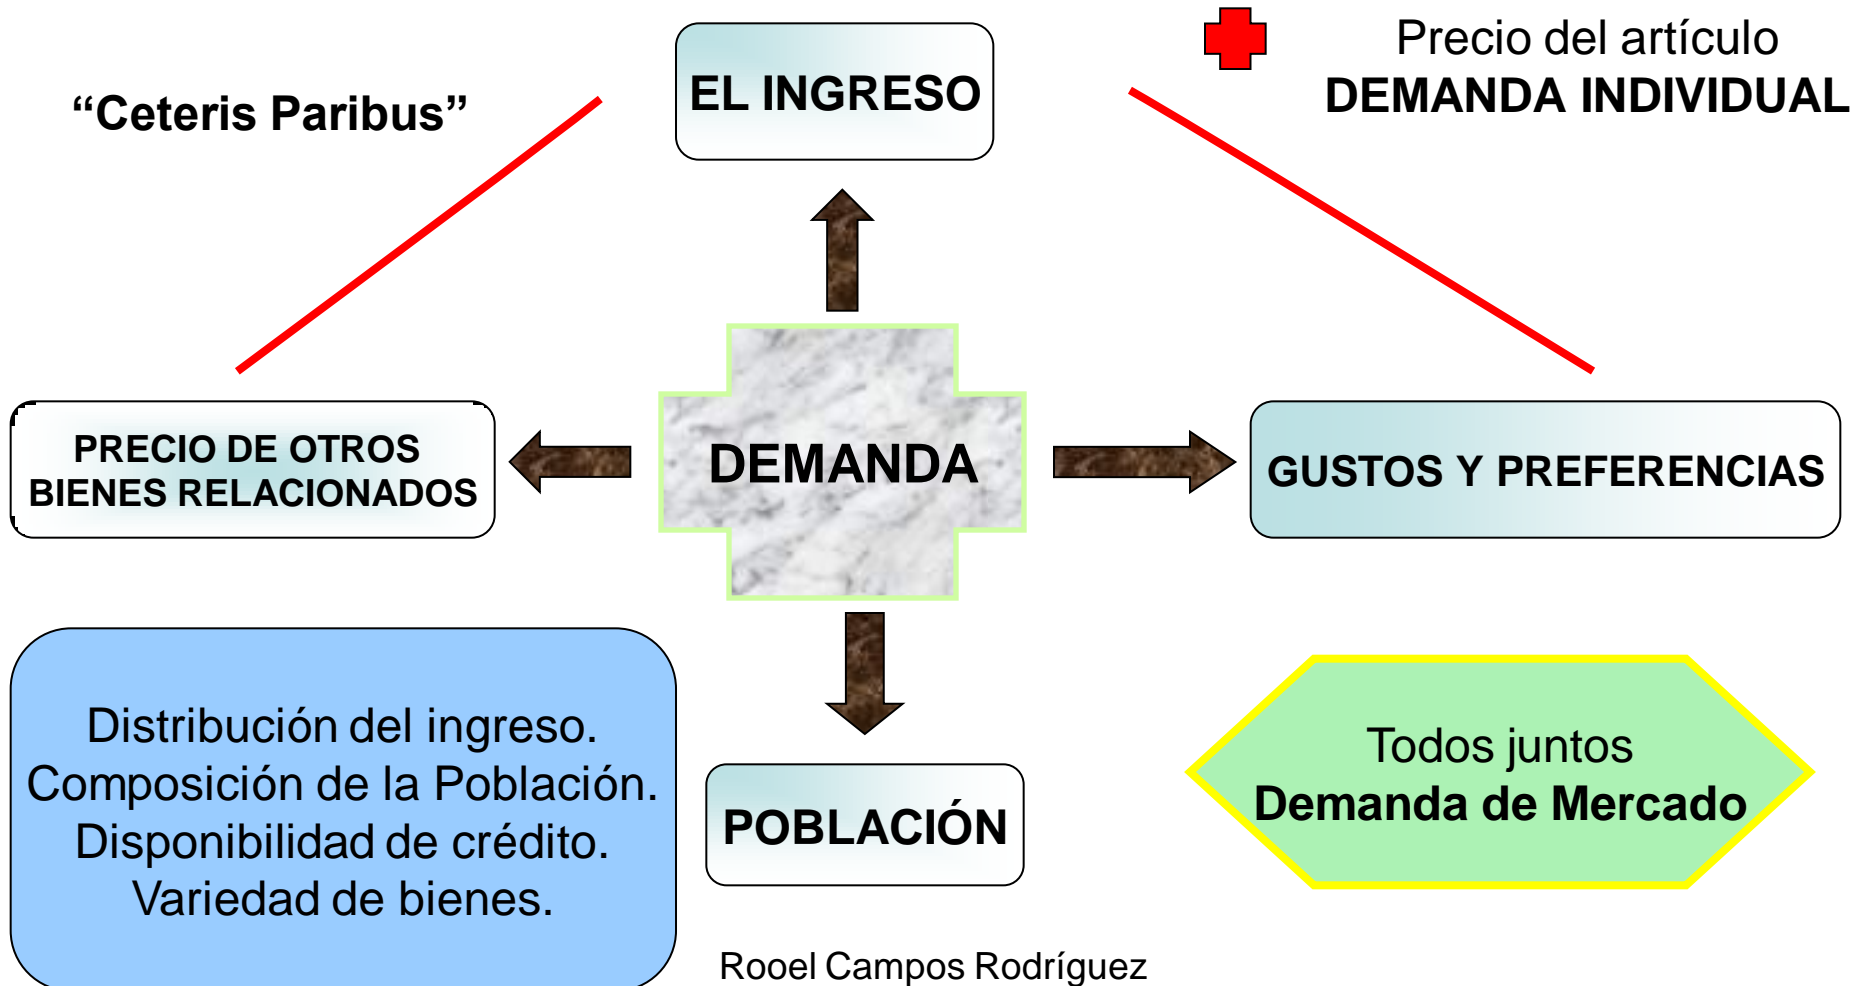 Precio del artículo
DEMANDA INDIVIDUAL
“Ceteris Paribus”
EL INGRESO
PRECIO DE OTROS
BIENES RELACIONADOS
DEMANDA
GUSTOS Y PREFERENCIAS
Distribución del ingreso.
Composición de la Población.
Disponibilidad de crédito.
Variedad de bienes.
POBLACIÓN
Todos juntos
Demanda de Mercado
Rooel Campos Rodríguez